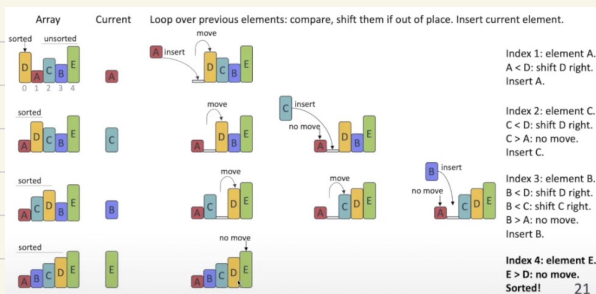 Array Current Loop over previous elements: compare, shift them if out of place. Insert current element.
sorted unsorted
D A C B E
0 1 2 3 4
A
A insert
move
D C B E
Index 1: element A.
A < D: shift D right.
Insert A.
sorted
A D C B E
C
move
A D B E
C insert
no move
A D B E
Index 2: element C.
C < D: shift D right.
C > A: no move.
Insert C.
sorted
A C D B E
B
move
A C D E
move
A C D E
B insert
no move
A C D E
Index 3: element B.
B < D: shift D right.
B < C: shift C right.
B > A: no move.
Insert B.
sorted
A B C D E
E
no move
A B C D E
Index 4: element E.
E > D: no move.
Sorted!
21